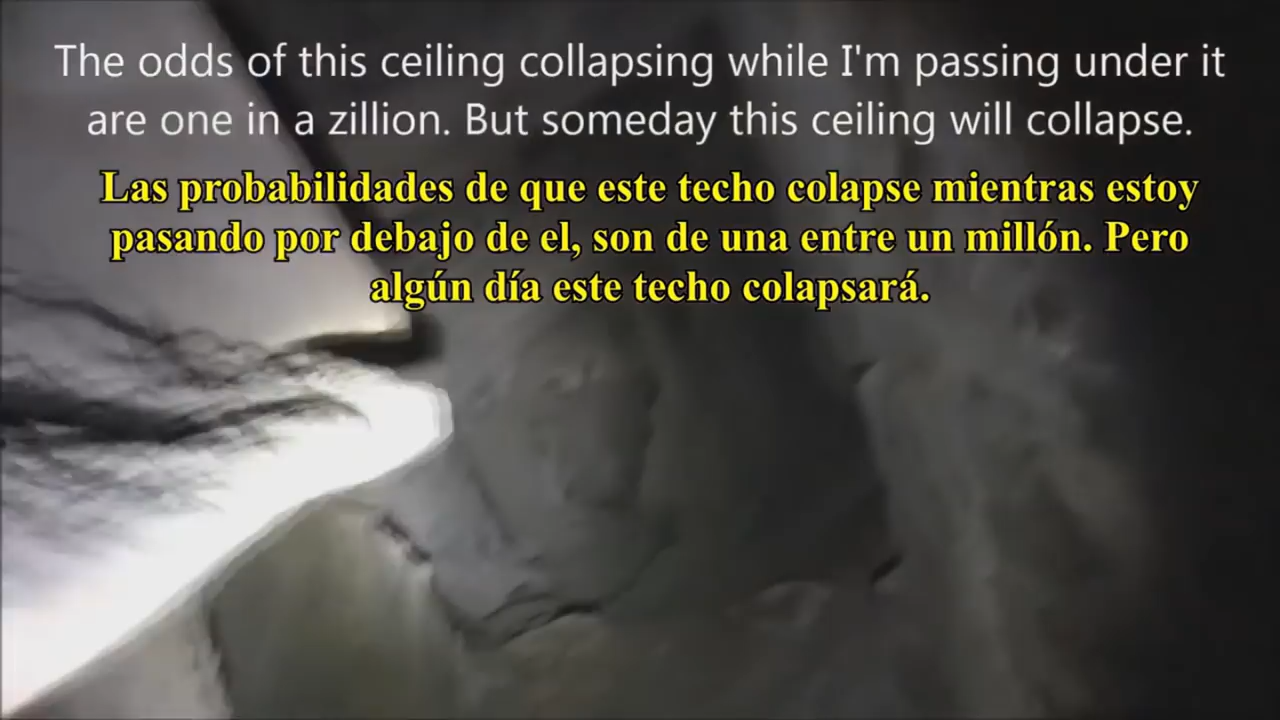 The odds of this ceiling collapsing while I'm passing under it
are one in a zillion. But someday this ceiling will collapse.
Las probabilidades de que este techo colapse mientras estoy
pasando por debajo de el, son de una entre un millón. Pero
algún día este techo colapsará.